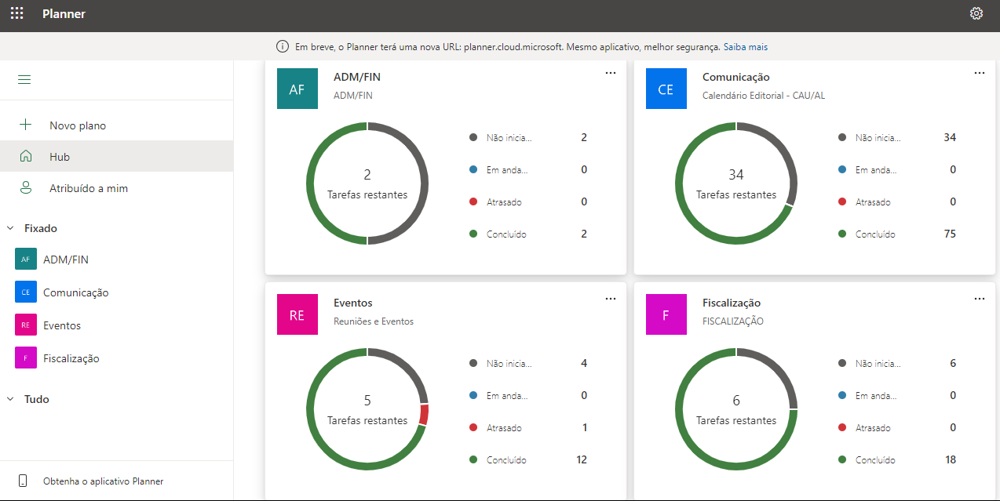 Planner
Em breve, o Planner terá uma nova URL: planner.cloud.microsoft. Mesmo aplicativo, melhor segurança. Saiba mais
Novo plano
Hub
Atribuído a mim
Fixado
AF ADM/FIN
CE Comunicação
RE Eventos
F Fiscalização
Tudo
Obtenha o aplicativo Planner
AF
ADM/FIN
ADM/FIN
2
Tarefas restantes
Não inicia... 2
Em anda... 0
Atrasado 0
Concluído 2
CE
Comunicação
Calendário Editorial - CAU/AL
34
Tarefas restantes
Não inicia... 34
Em anda... 0
Atrasado 0
Concluído 75
RE
Eventos
Reuniões e Eventos
5
Tarefas restantes
Não inicia... 4
Em anda... 0
Atrasado 1
Concluído 12
F
Fiscalização
FISCALIZAÇÃO
6
Tarefas restantes
Não inicia... 6
Em anda... 0
Atrasado 0
Concluído 18